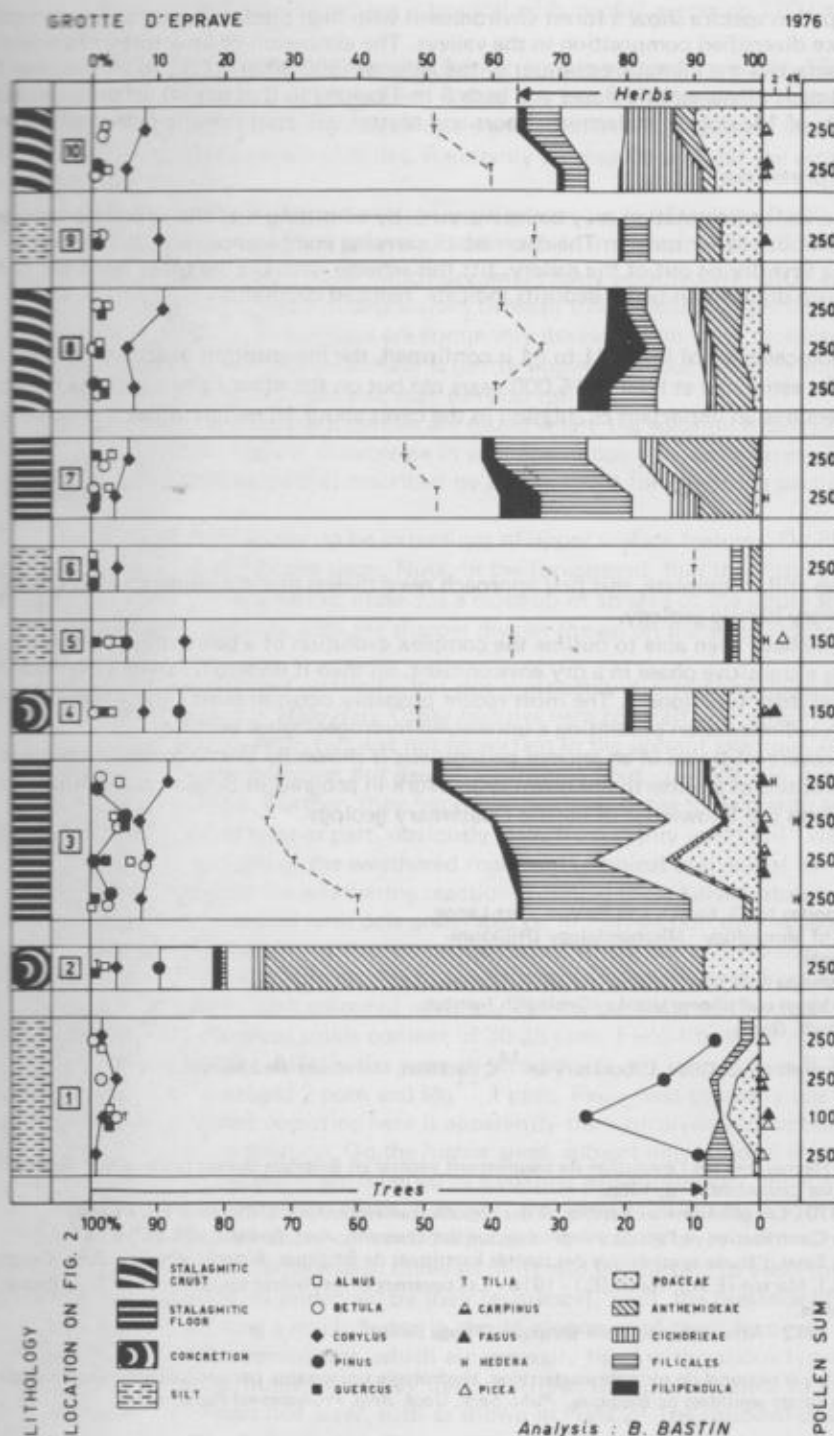 GROTTE D'EPRAVE 1976
0% 10 20 30 40 50 60 70 80 90 100 2 4%
Herbs
10 250
250
9 250
8 250
250
250
7 250
250
6 250
5 150
4 150
3 250
250
250
250
2 250
1 250
250
100
250
Trees
100% 90 80 70 60 50 40 30 20 10 0
LITHOLOGY
LOCATION ON FIG. 2
POLLEN SUM
STALAGMITIC CRUST
STALAGMITIC FLOOR
CONCRETION
SILT
ALNUS
BETULA
CORYLUS
PINUS
QUERCUS
TILIA
CARPINUS
FAGUS
HEDERA
PICEA
POACEAE
ANTHEMIDEAE
CICHORIEAE
FILICALES
FILIPENDULA
Analysis : B. BASTIN